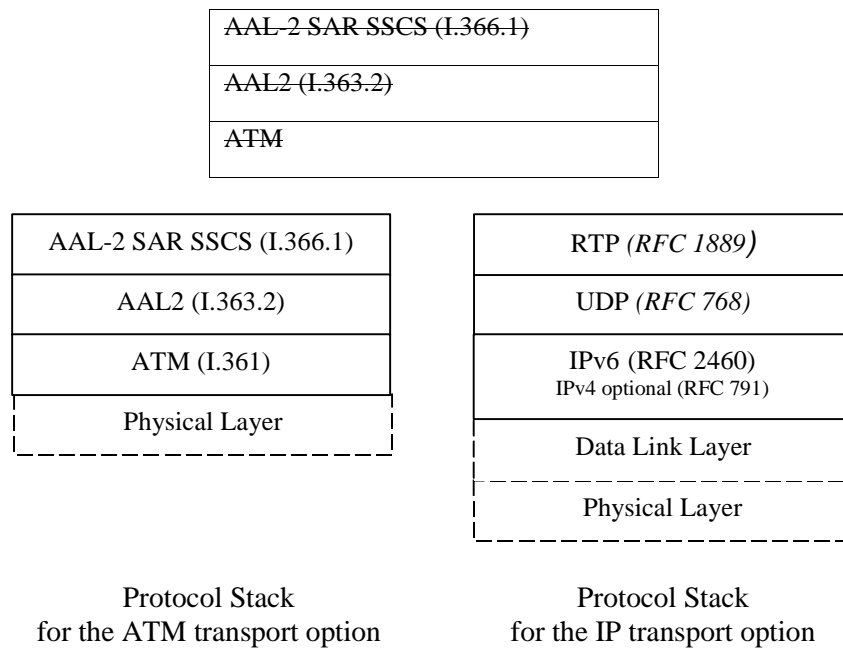 AAL-2 SAR SSCS (I.366.1)
AAL2 (I.363.2)
ATM
AAL-2 SAR SSCS (I.366.1)
AAL2 (I.363.2)
ATM (I.361)
Physical Layer
Protocol Stack
for the ATM transport option
RTP (RFC 1889)
UDP (RFC 768)
IPv6 (RFC 2460)
IPv4 optional (RFC 791)
Data Link Layer
Physical Layer
Protocol Stack
for the IP transport option